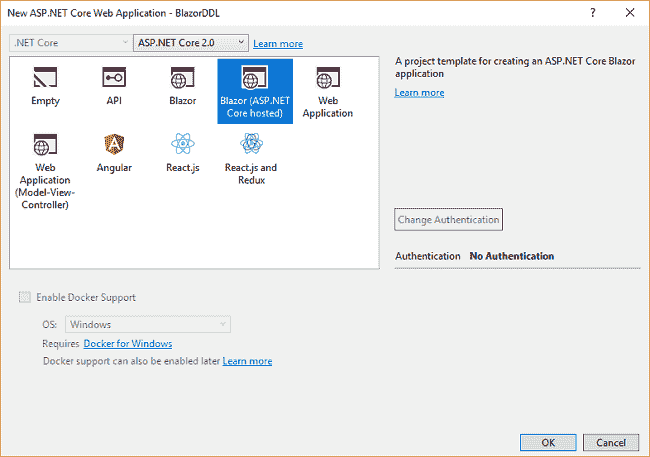 New ASP.NET Core Web Application - BlazorDDL
.NET Core
ASP.NET Core 2.0
Learn more
Empty
API
Blazor
Blazor (ASP.NET
Core hosted)
Web
Application
Web
Application
(Model-View-
Controller)
Angular
React.js
React.js and
Redux
A project template for creating an ASP.NET Core Blazor
application
Learn more
Change Authentication
Authentication No Authentication
Enable Docker Support
OS: Windows
Requires Docker for Windows
Docker support can also be enabled later Learn more
OK
Cancel